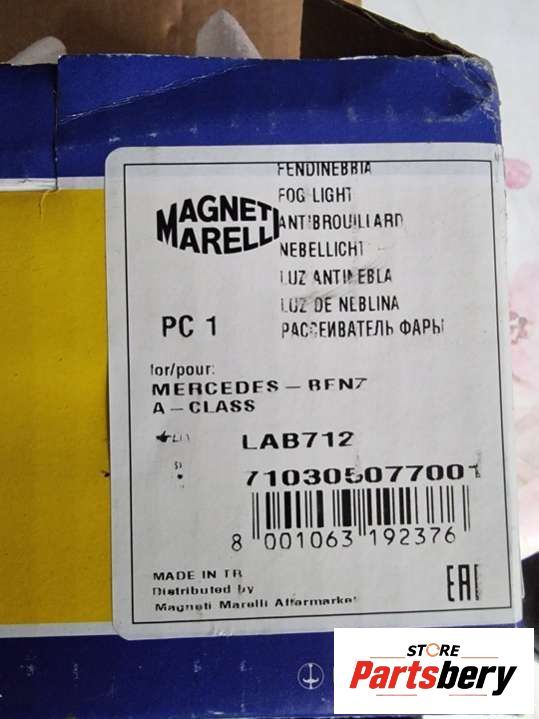 FENDINEBBIA
FOG LIGHT
ANTIBROUILLARD
NEBELLICHT
LUZ ANTINEBLA
LUZ DE NEBLINA
РАССЕИВАТЕЛЬ ФАРЫ
MAGNETI
MARELLI
PC 1
for/pour:
MERCEDES - BENZ
A - CLASS
LAB712
710305077001
8 001063 192376
MADE IN TR
Distributed by
Magneti Marelli Aftermarket
EAC
STORE
Partsbery